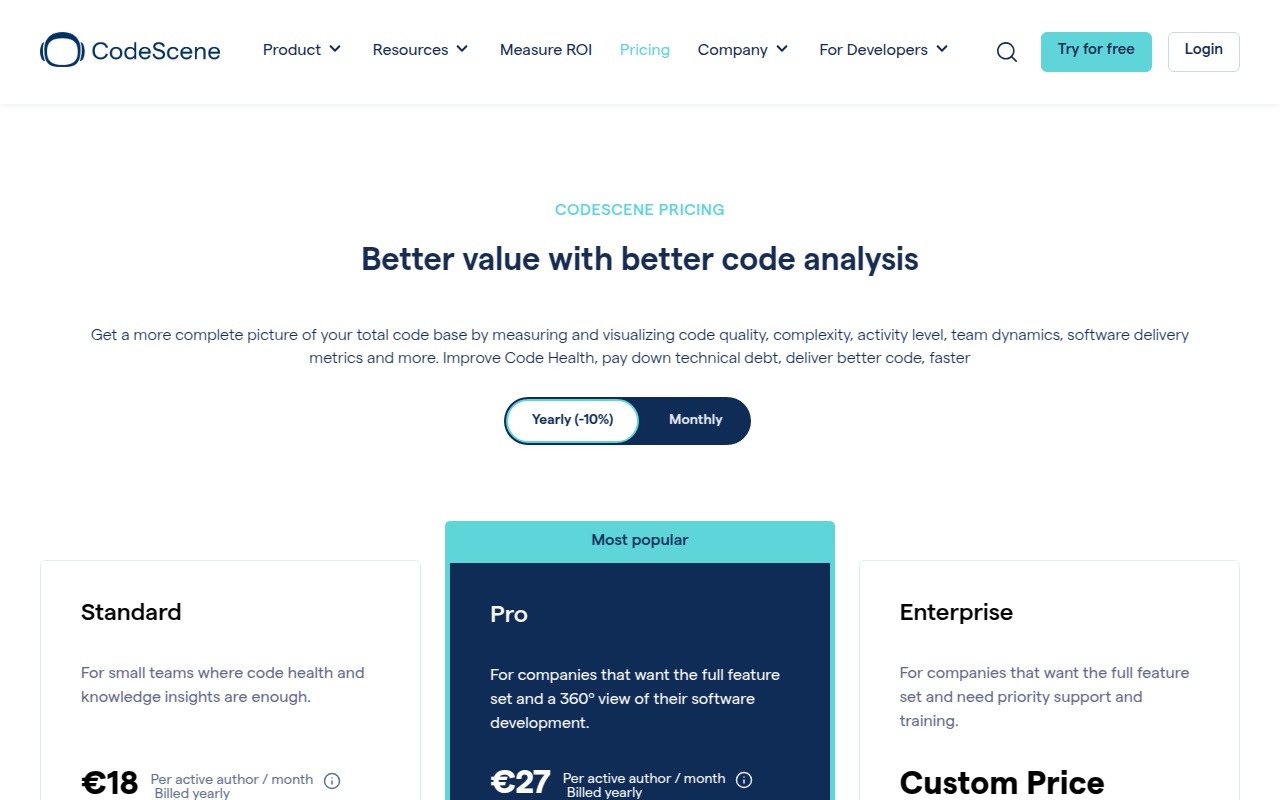 CodeScene
Product
Resources
Measure ROI
Pricing
Company
For Developers
Try for free
Login
CODESCENE PRICING
Better value with better code analysis
Get a more complete picture of your total code base by measuring and visualizing code quality, complexity, activity level, team dynamics, software delivery
metrics and more. Improve Code Health, pay down technical debt, deliver better code, faster
Yearly (-10%)
Monthly
Standard
For small teams where code health and
knowledge insights are enough.
€18
Per active author / month
Billed yearly
Most popular
Pro
For companies that want the full feature
set and a 360º view of their software
development.
€27
Per active author / month
Billed yearly
Enterprise
For companies that want the full feature
set and need priority support and
training.
Custom Price